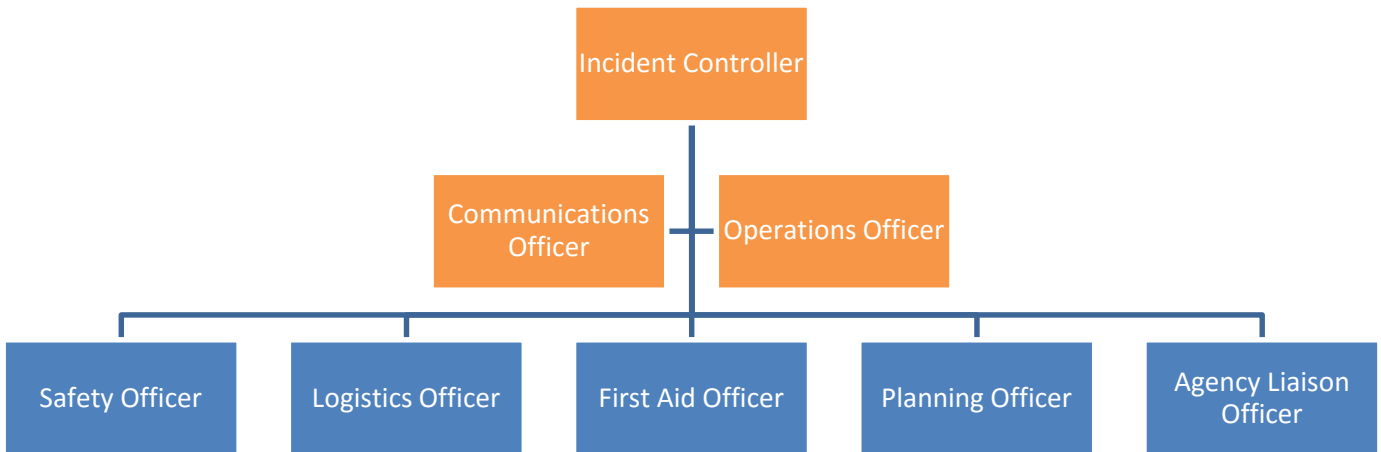 Incident Controller
Communications
Officer
Operations Officer
Safety Officer
Logistics Officer
First Aid Officer
Planning Officer
Agency Liaison
Officer